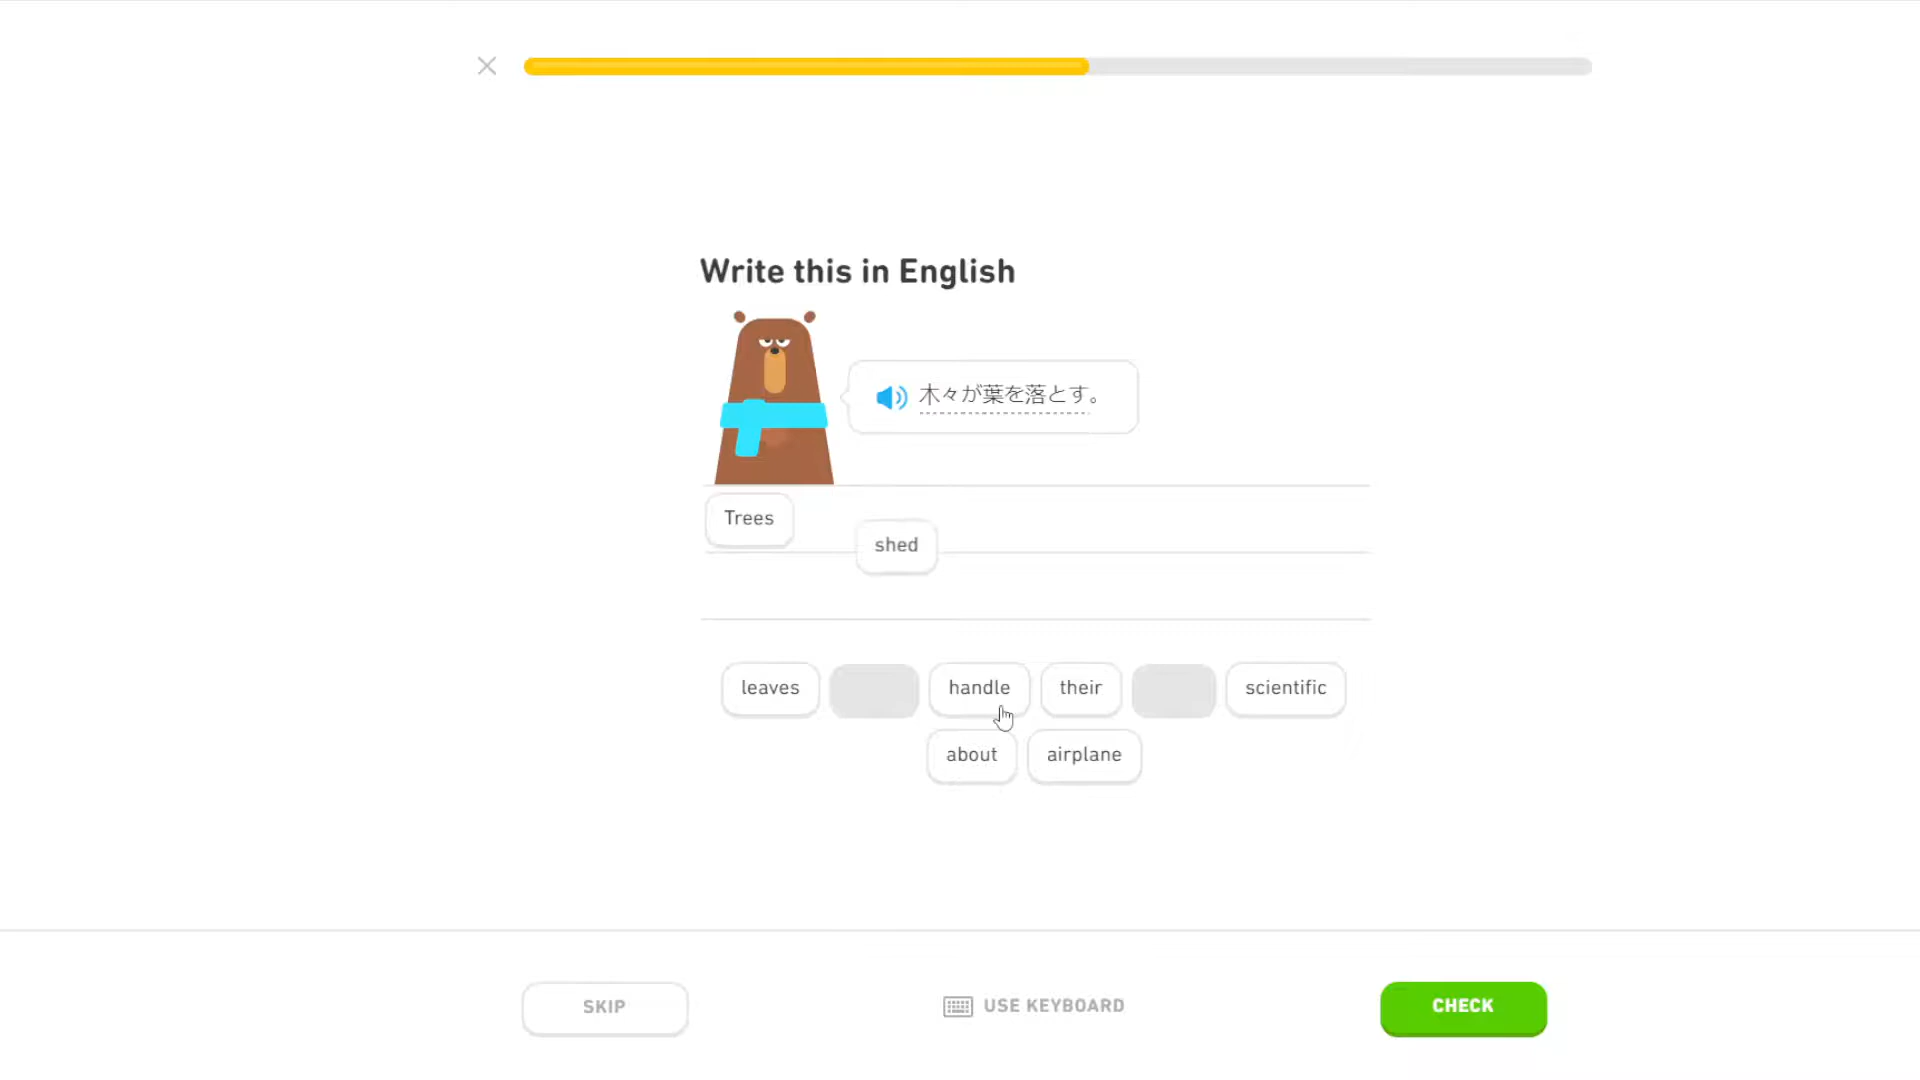 Write this in English
木々が葉を落とす。
Trees
shed
leaves handle their scientific
about airplane
SKIP USE KEYBOARD CHECK